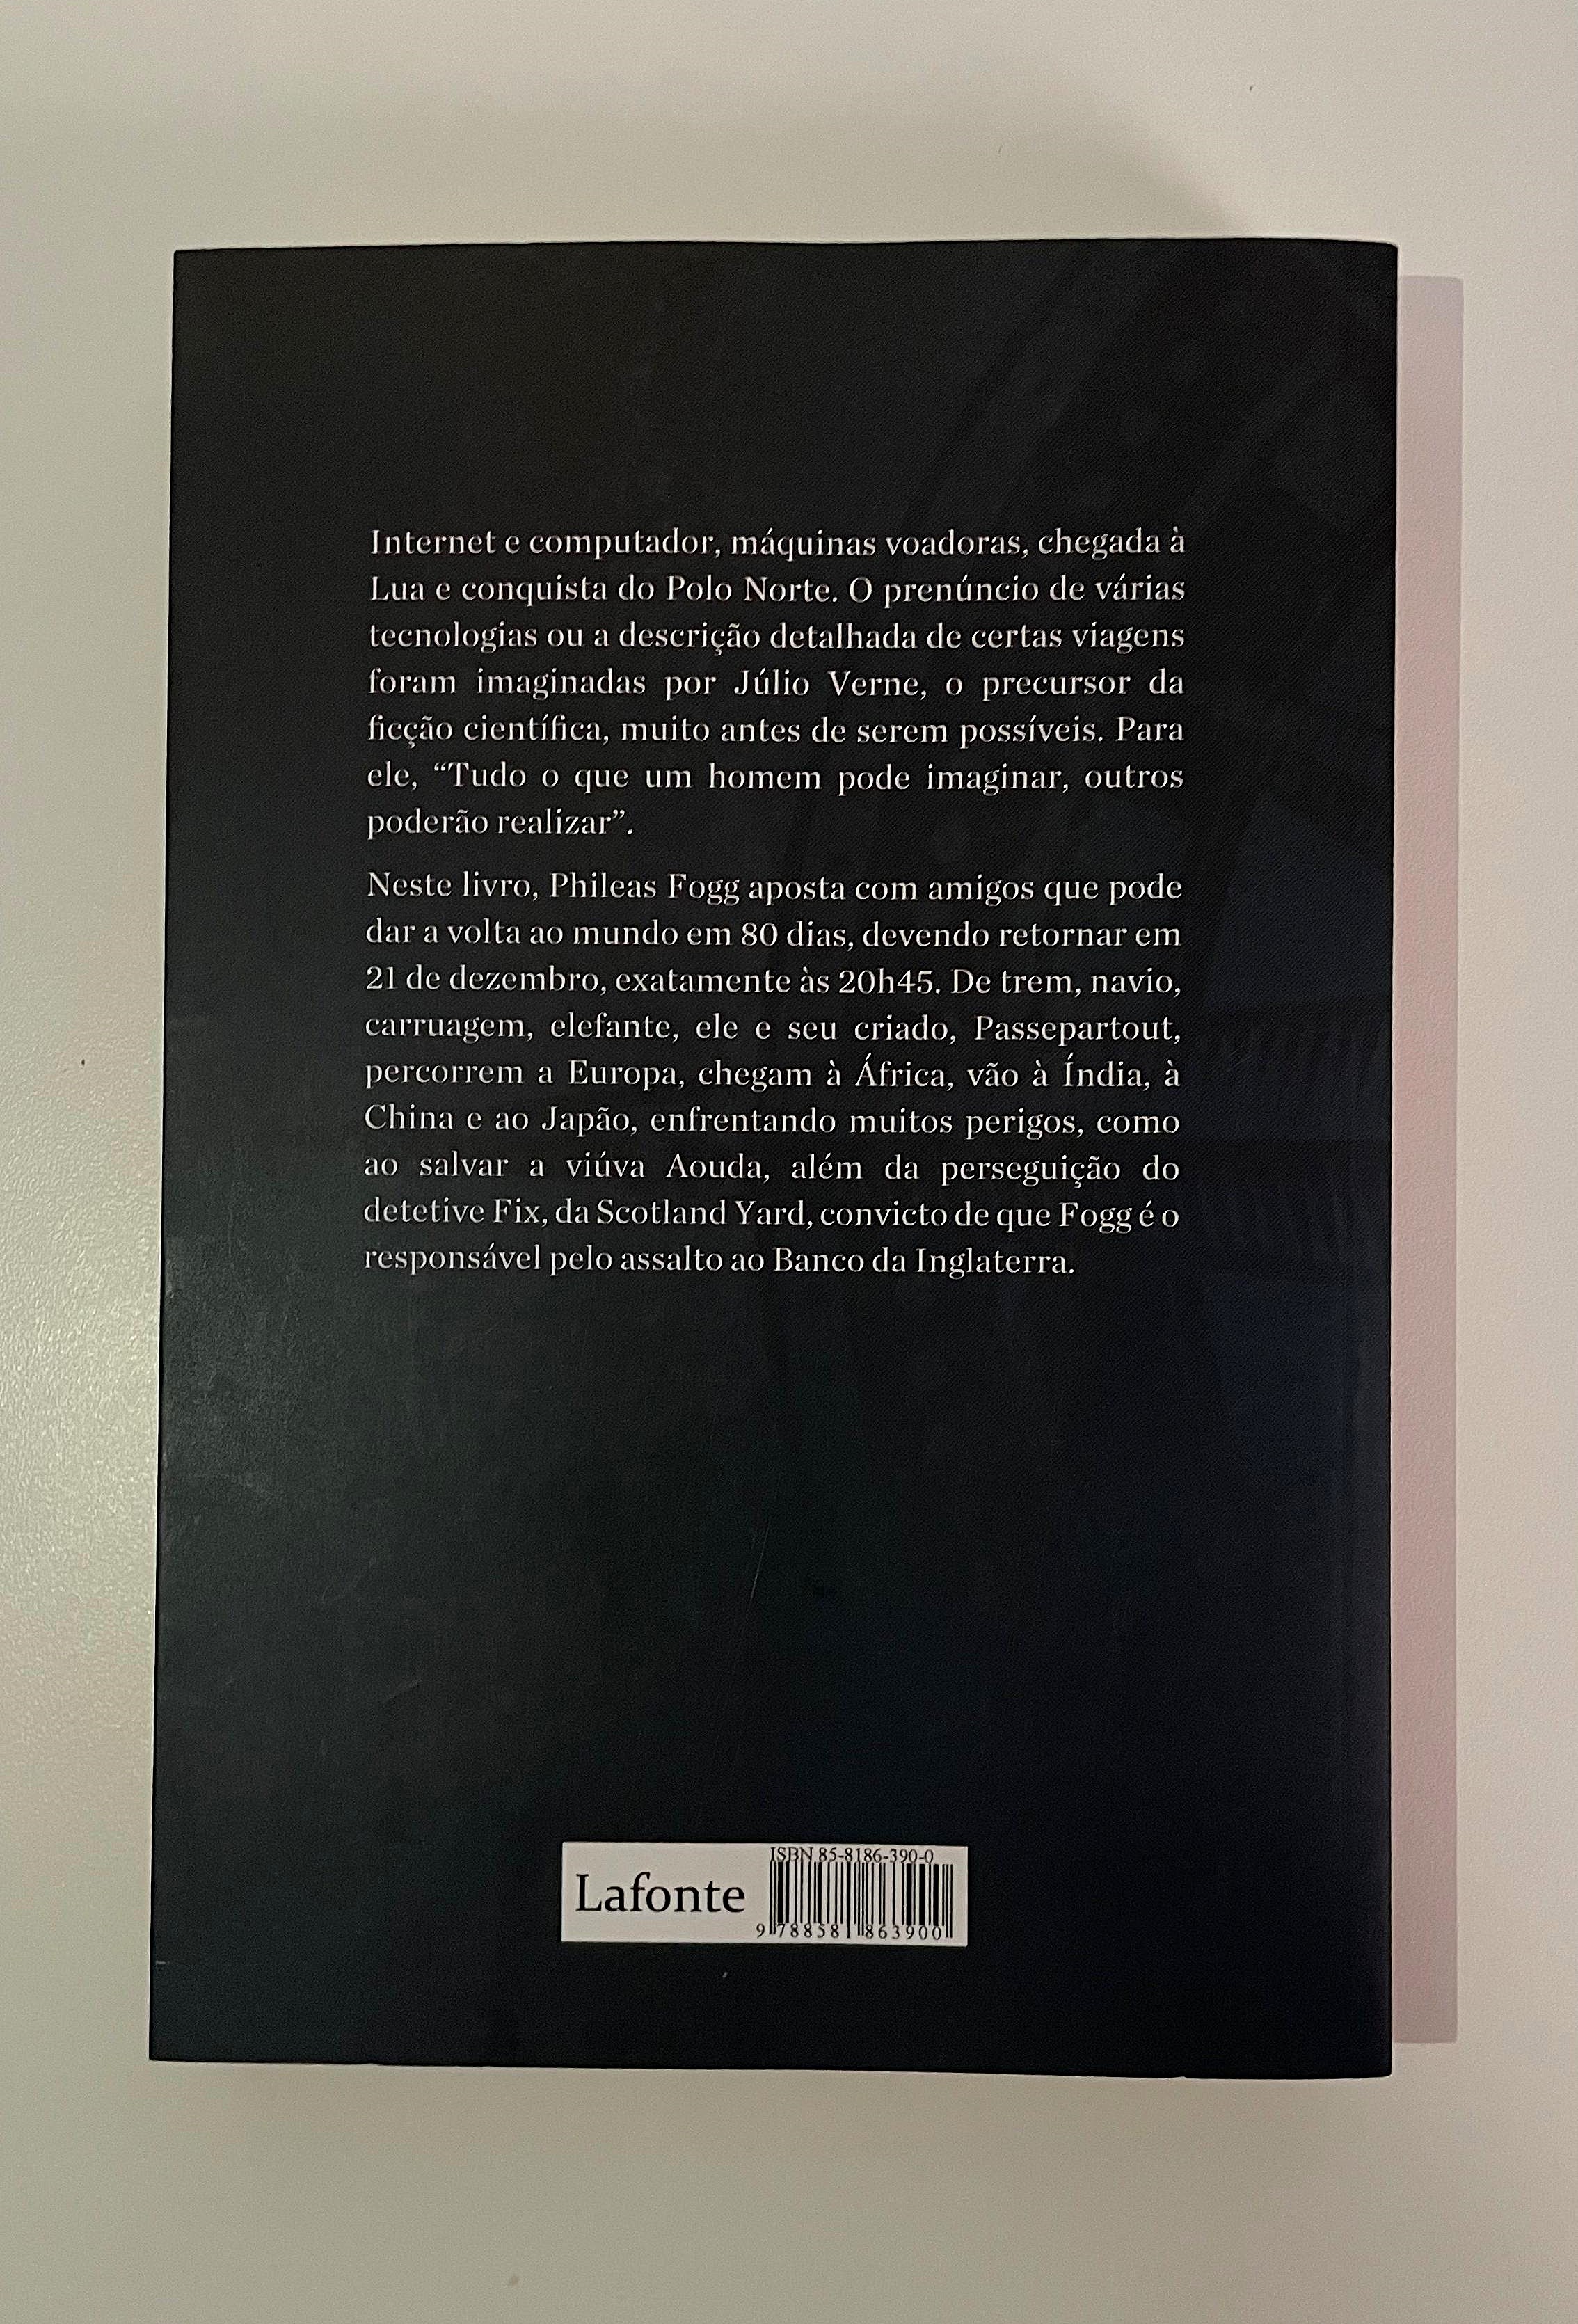 Internet e computador, máquinas voadoras, chegada à
Lua e conquista do Polo Norte. O prenúncio de várias
tecnologias ou a descrição detalhada de certas viagens
foram imaginadas por Júlio Verne, o precursor da
ficção científica, muito antes de serem possíveis. Para
ele, “Tudo o que um homem pode imaginar, outros
poderão realizar”.
Neste livro, Phileas Fogg aposta com amigos que pode
dar a volta ao mundo em 80 dias, devendo retornar em
21 de dezembro, exatamente às 20h45. De trem, navio,
carruagem, elefante, ele e seu criado, Passepartout,
percorrem a Europa, chegam à África, vão à Índia, à
China e ao Japão, enfrentando muitos perigos, como
ao salvar a viúva Aouda, além da perseguição do
detetive Fix, da Scotland Yard, convicto de que Fogg é o
responsável pelo assalto ao Banco da Inglaterra.
ISBN 85-8186-390-0
Lafonte
9 788581 863900